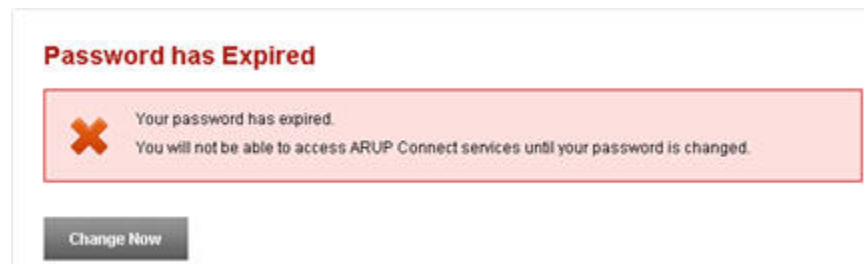 Password has Expired
Your password has expired.
You will not be able to access ARUP Connect services until your password is changed.
Change Now